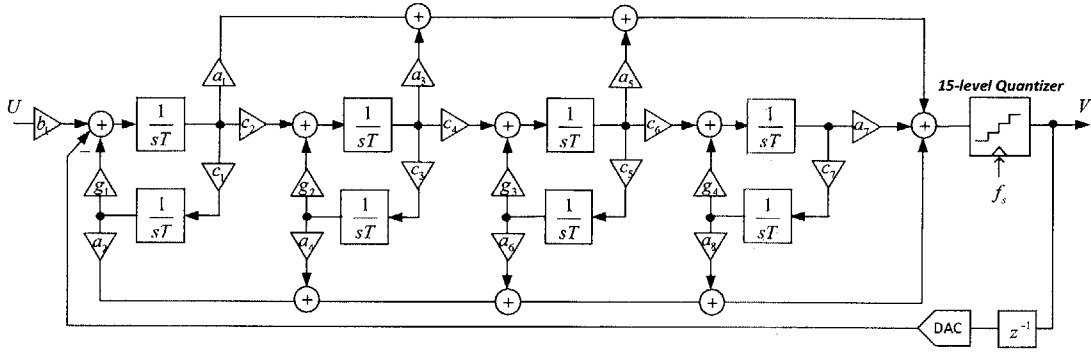 a₁
a₃
a₅
15-level Quantizer
U
b₁
+
1/sT
c₂
+
1/sT
c₄
+
1/sT
c₆
+
1/sT
a₇
+
V
−
g₁
c₁
g₂
c₃
g₃
c₅
g₄
c₇
fₛ
1/sT
1/sT
1/sT
1/sT
a₂
a₄
a₆
a₈
+
+
+
+
+
DAC
z⁻¹